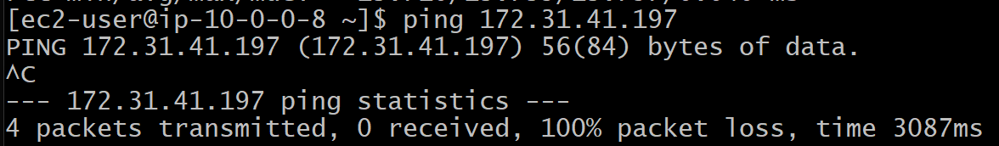 [ec2-user@ip-10-0-0-8 ~]$ ping 172.31.41.197
PING 172.31.41.197 (172.31.41.197) 56(84) bytes of data.
^C
--- 172.31.41.197 ping statistics ---
4 packets transmitted, 0 received, 100% packet loss, time 3087ms